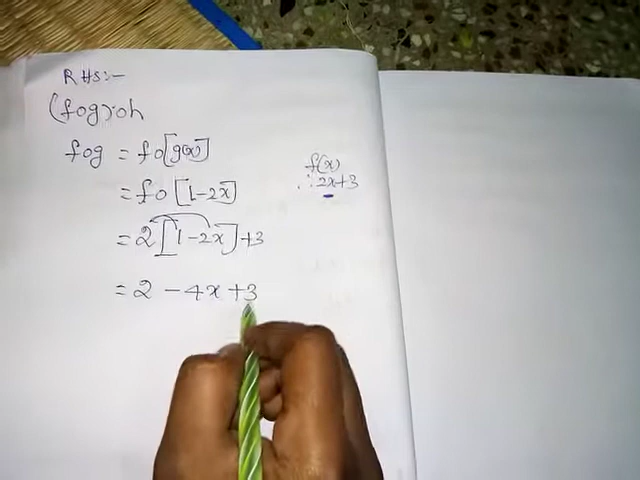 RHS:-
(fog)oh
fog = fo[g(x)]
= fo [1-2x]
f(x)
∴ 2x+3
= 2[1-2x]+3
= 2 - 4x + 3